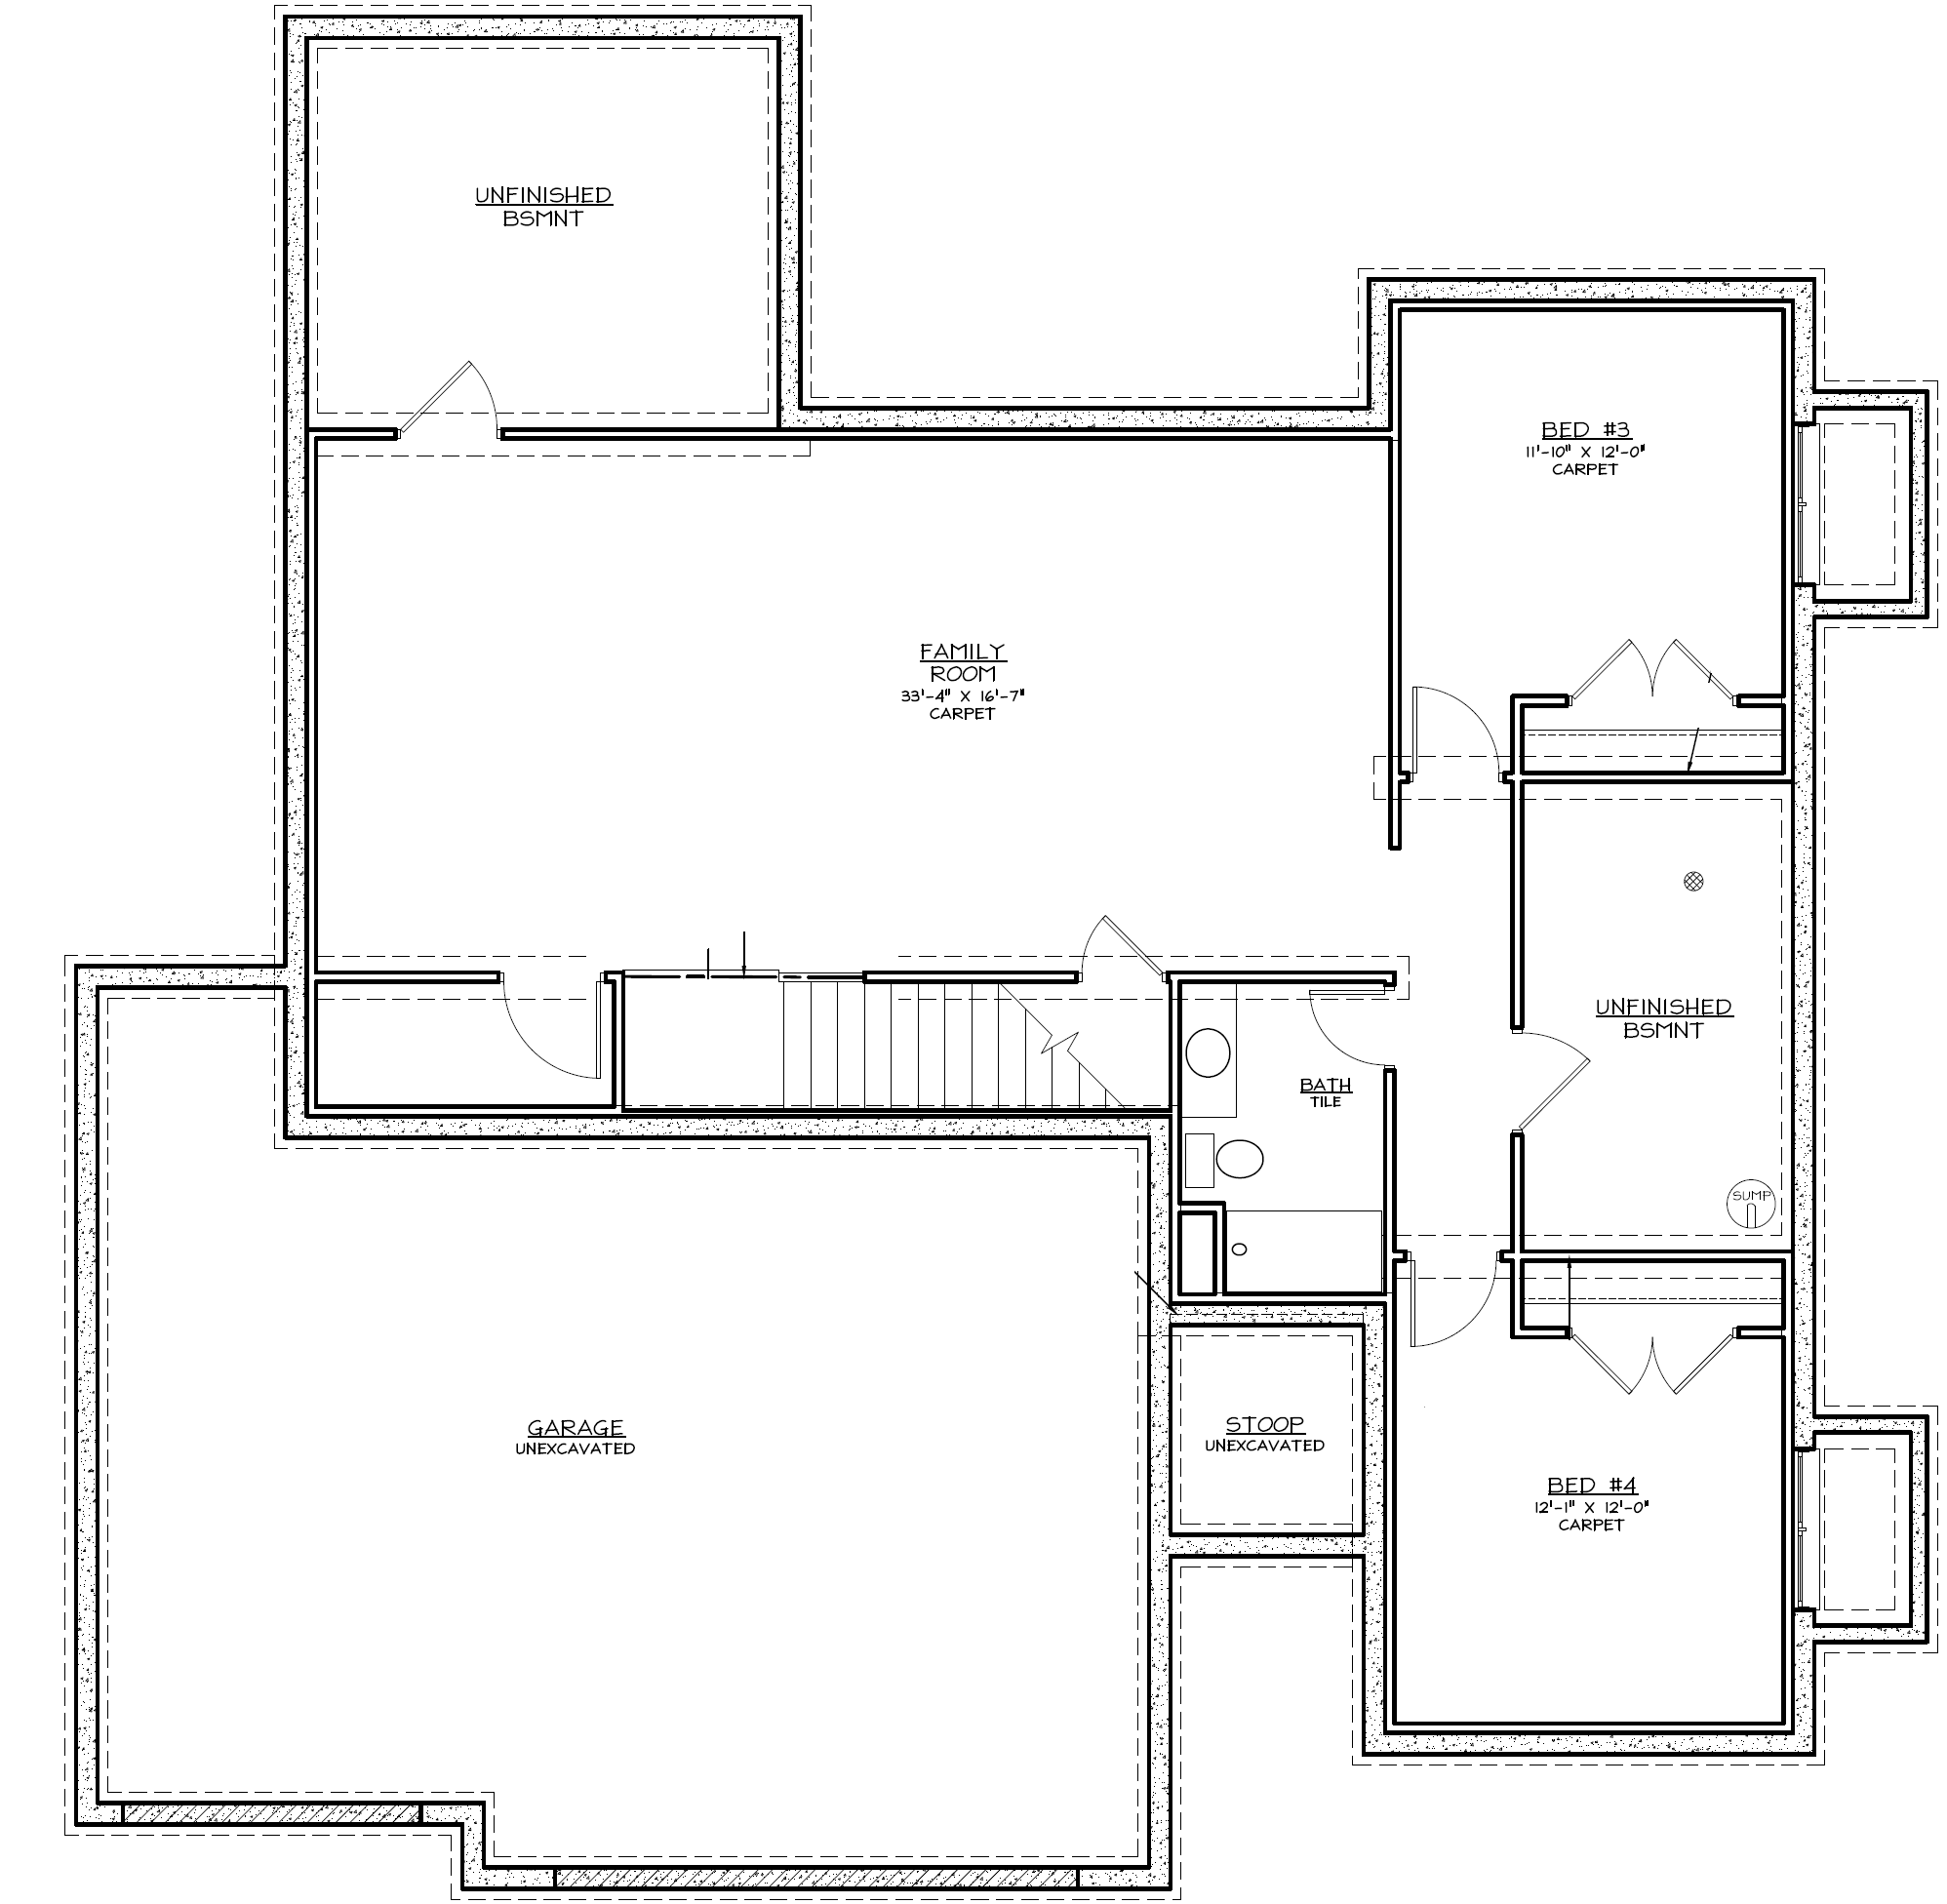 UNFINISHED
BSMNT
BED #3
11'-10" X 12'-0"
CARPET
FAMILY
ROOM
33'-4" X 16'-7"
CARPET
UNFINISHED
BSMNT
BATH
TILE
SUMP
GARAGE
UNEXCAVATED
STOOP
UNEXCAVATED
BED #4
12'-1" X 12'-0"
CARPET